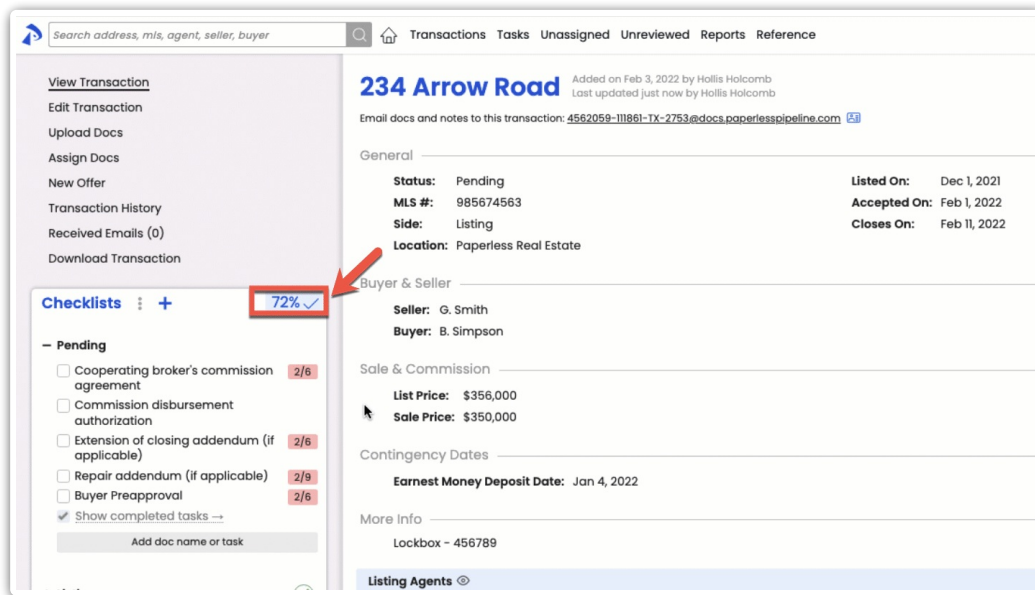 Search address, mls, agent, seller, buyer
Transactions Tasks Unassigned Unreviewed Reports Reference
View Transaction
Edit Transaction
Upload Docs
Assign Docs
New Offer
Transaction History
Received Emails (0)
Download Transaction
Checklists
72%
Pending
Cooperating broker's commission 2/6
agreement
Commission disbursement
authorization
Extension of closing addendum (if 2/6
applicable)
Repair addendum (if applicable) 2/9
Buyer Preapproval 2/6
Show completed tasks →
Add doc name or task
234 Arrow Road
Added on Feb 3, 2022 by Hollis Holcomb
Last updated just now by Hollis Holcomb
Email docs and notes to this transaction: 4562059-111861-TX-2753@docs.paperlesspipeline.com
General
Status: Pending
MLS #: 985674563
Side: Listing
Location: Paperless Real Estate
Listed On: Dec 1, 2021
Accepted On: Feb 1, 2022
Closes On: Feb 11, 2022
Buyer & Seller
Seller: G. Smith
Buyer: B. Simpson
Sale & Commission
List Price: $356,000
Sale Price: $350,000
Contingency Dates
Earnest Money Deposit Date: Jan 4, 2022
More Info
Lockbox - 456789
Listing Agents